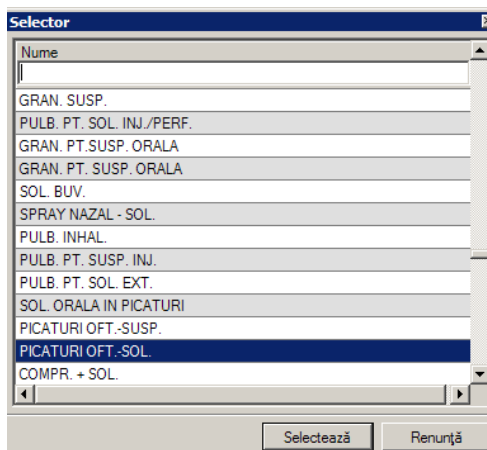 Selector
Nume
GRAN. SUSP.
PULB. PT. SOL. INJ./PERF.
GRAN. PT.SUSP. ORALA
GRAN. PT. SUSP. ORALA
SOL. BUV.
SPRAY NAZAL - SOL.
PULB. INHAL.
PULB. PT. SUSP. INJ.
PULB. PT. SOL. EXT.
SOL. ORALA IN PICATURI
PICATURI OFT.-SUSP.
PICATURI OFT.-SOL.
COMPR. + SOL.
Selectează Renunţă